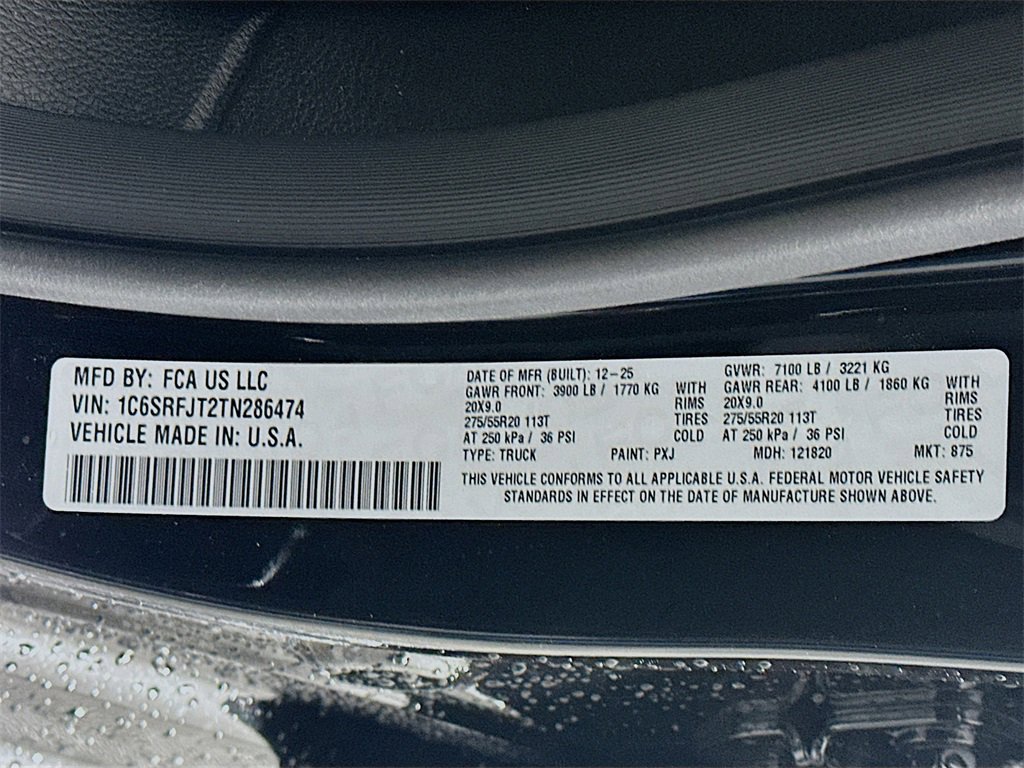 MFD BY: FCA US LLC
VIN: 1C6SRFJT2TN286474
VEHICLE MADE IN: U.S.A.
DATE OF MFR (BUILT): 12-25
GAWR FRONT: 3900 LB / 1770 KG WITH
20X9.0 RIMS
275/55R20 113T TIRES
AT 250 kPa / 36 PSI COLD
TYPE: TRUCK PAINT: PXJ
GVWR: 7100 LB / 3221 KG
GAWR REAR: 4100 LB / 1860 KG WITH
20X9.0 RIMS
275/55R20 113T TIRES
AT 250 kPa / 36 PSI COLD
MDH: 121820 MKT: 875
THIS VEHICLE CONFORMS TO ALL APPLICABLE U.S.A. FEDERAL MOTOR VEHICLE SAFETY
STANDARDS IN EFFECT ON THE DATE OF MANUFACTURE SHOWN ABOVE.